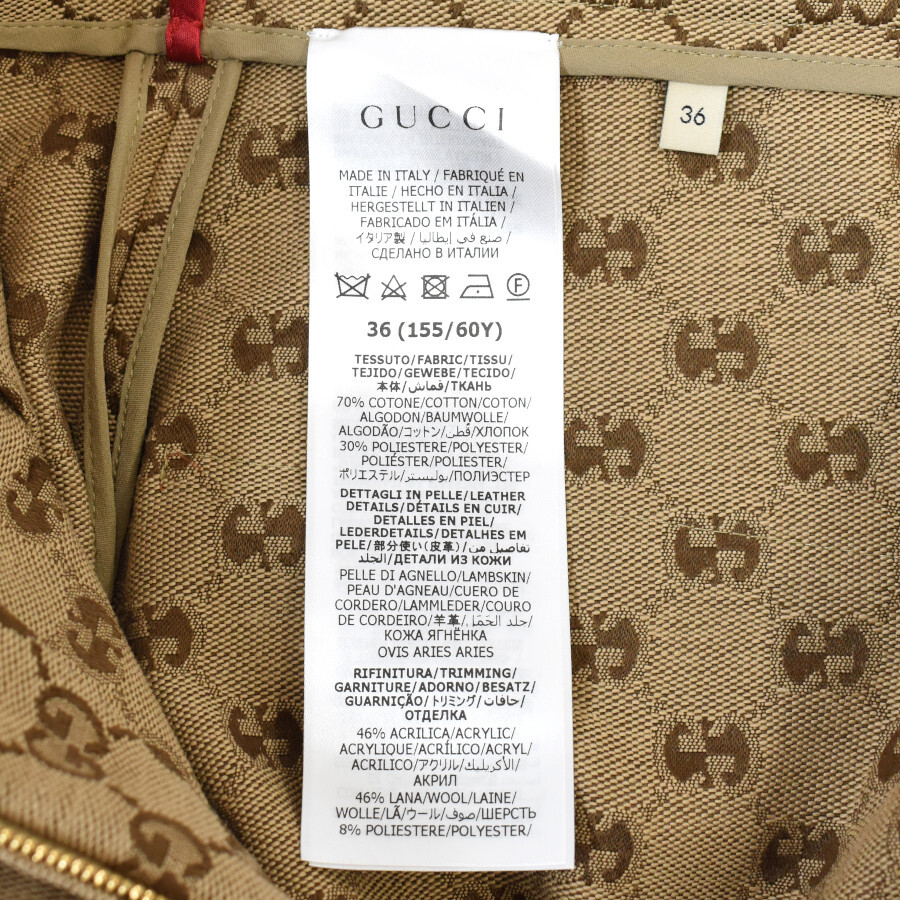 GUCCI
36
MADE IN ITALY / FABRIQUÉ EN
ITALIE / HECHO EN ITALIA /
HERGESTELLT IN ITALIEN /
FABRICADO EM ITÁLIA /
イタリア製 / صنع في إيطاليا /
СДЕЛАНО В ИТАЛИИ
F
36 (155/60Y)
TESSUTO/FABRIC/TISSU/
TEJIDO/GEWEBE/TECIDO/
本体/قماش/ТКАНЬ
70% COTONE/COTTON/COTON/
ALGODON/BAUMWOLLE/
ALGODÃO/コットン/قطن/ХЛОПОК
30% POLIESTERE/POLYESTER/
POLIÉSTER/POLIESTER/
ポリエステル/بوليستر/ПОЛИЭСТЕР
DETTAGLI IN PELLE/LEATHER
DETAILS/DÉTAILS EN CUIR/
DETALLES EN PIEL/
LEDERDETAILS/DETALHES EM
PELE/部分使い(皮革)/تفاصيل من
الجلد/ДЕТАЛИ ИЗ КОЖИ
PELLE DI AGNELLO/LAMBSKIN/
PEAU D'AGNEAU/CUERO DE
CORDERO/LAMMLEDER/COURO
DE CORDEIRO/羊革/جلد الحمل/
КОЖА ЯГНЁНКА
OVIS ARIES ARIES
RIFINITURA/TRIMMING/
GARNITURE/ADORNO/BESATZ/
GUARNIÇÃO/トリミング/حافات/
ОТДЕЛКА
46% ACRILICA/ACRYLIC/
ACRYLIQUE/ACRÍLICO/ACRYL/
ACRILICO/アクリル/الأكريليك/
АКРИЛ
46% LANA/WOOL/LAINE/
WOLLE/LÃ/ウール/صوف/ШЕРСТЬ
8% POLIESTERE/POLYESTER/